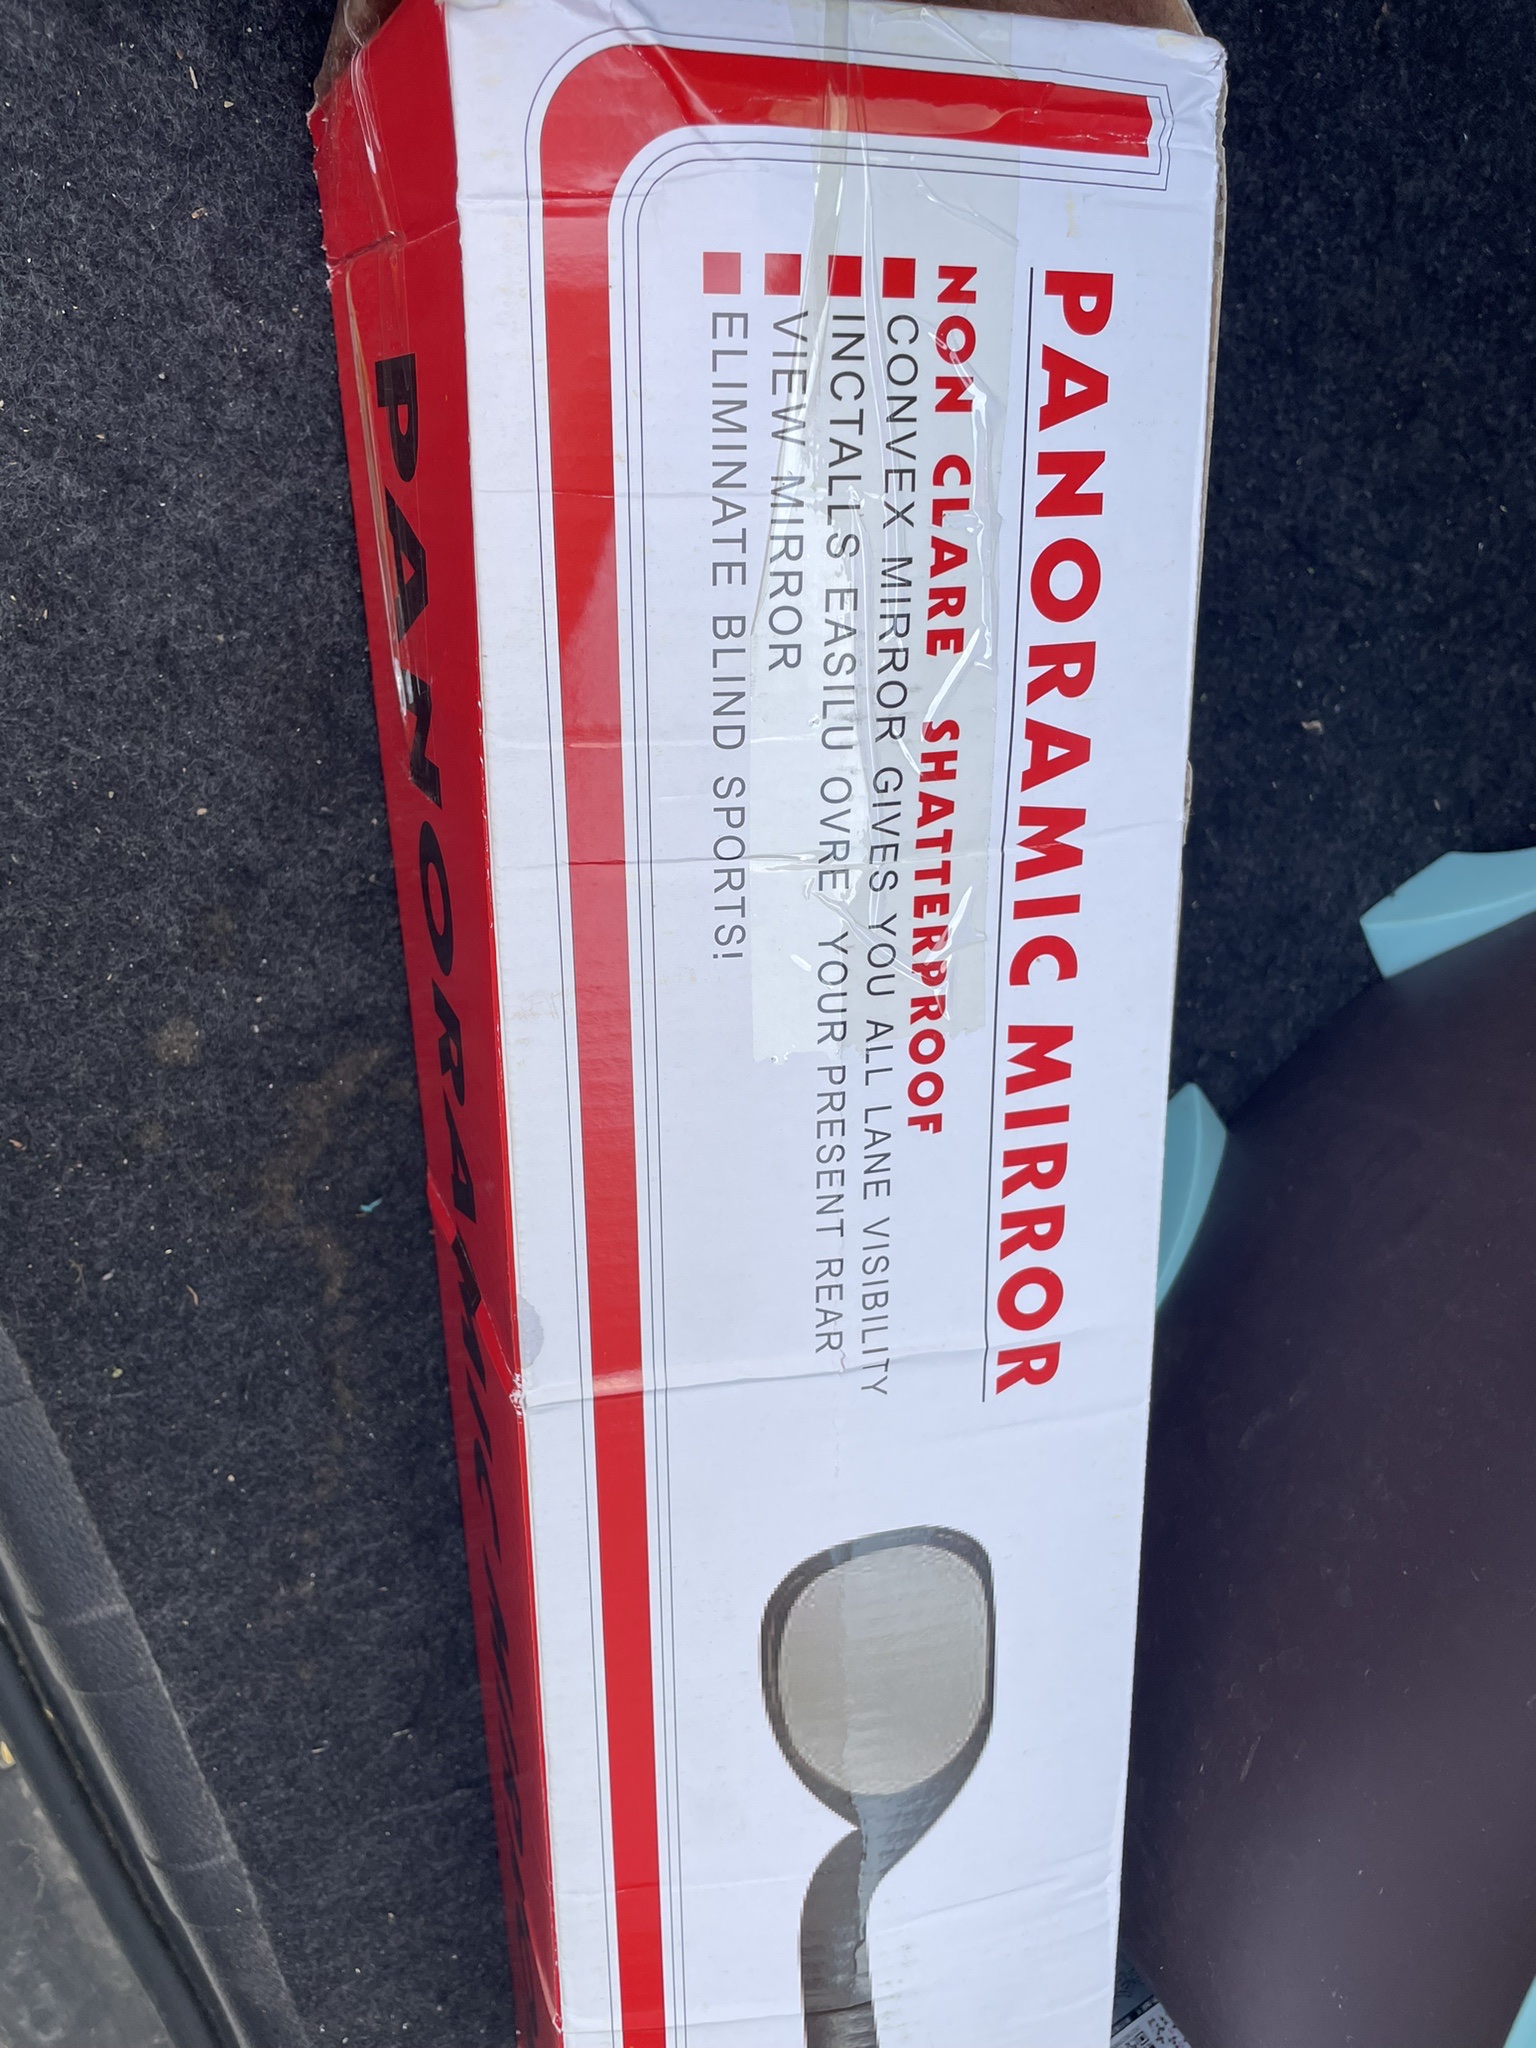 PANORAMIC MIRROR
NON CLARE SHATTERPROOF
CONVEX MIRROR GIVES YOU ALL LANE VISIBILITY
INCTALLS EASILU OVRE YOUR PRESENT REAR
VIEW MIRROR
ELIMINATE BLIND SPORTS!
PANORAMIC